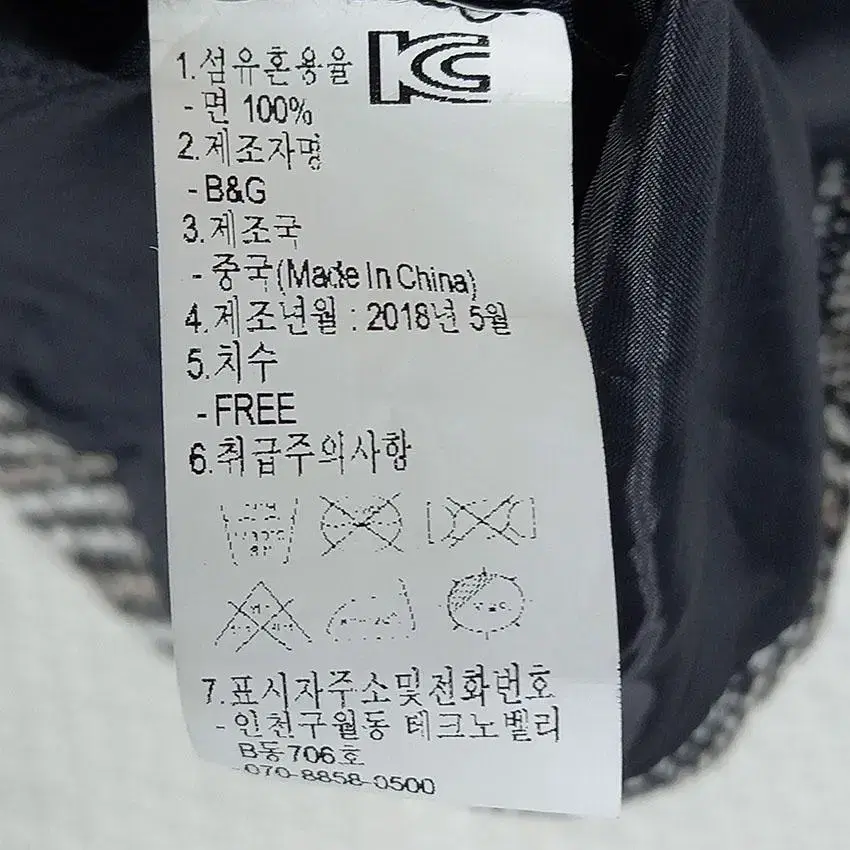 1.섬유혼용율 KC
- 면 100%
2.제조자명
- B&G
3.제조국
- 중국(Made In China)
4.제조년월 : 2018년 5월
5.치수
- FREE
6.취급주의사항
7.표시자주소및전화번호
- 인천구월동 테크노벨리
B동706호
-070-8858-0500